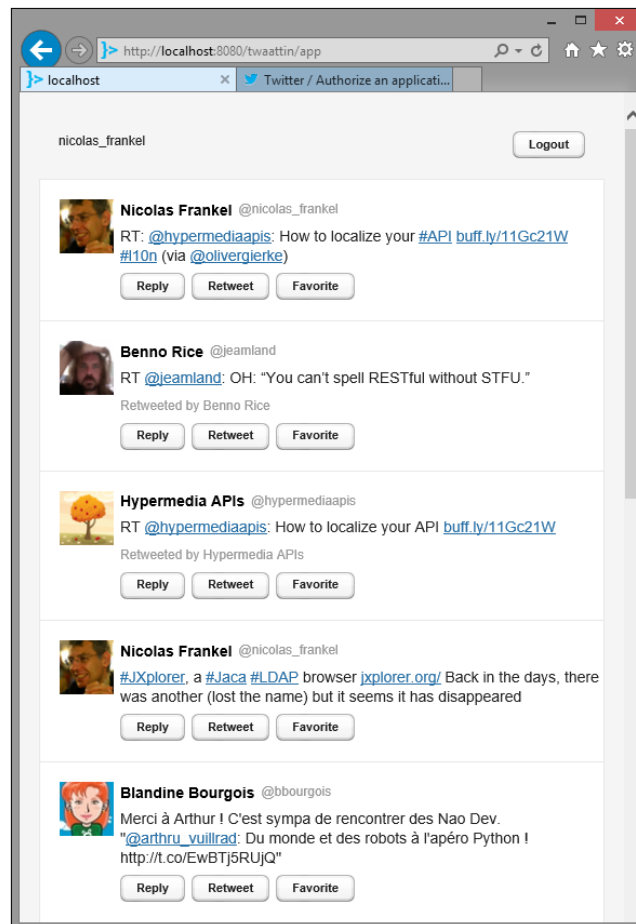 http://localhost:8080/twaattin/app
localhost
Twitter / Authorize an applicati...
nicolas_frankel
Logout
Nicolas Frankel @nicolas_frankel
RT: @hypermediaapis: How to localize your #API buff.ly/11Gc21W
#l10n (via @olivergierke)
Reply Retweet Favorite
Benno Rice @jeamland
RT @jeamland: OH: “You can’t spell RESTful without STFU.”
Retweeted by Benno Rice
Reply Retweet Favorite
Hypermedia APIs @hypermediaapis
RT @hypermediaapis: How to localize your API buff.ly/11Gc21W
Retweeted by Hypermedia APIs
Reply Retweet Favorite
Nicolas Frankel @nicolas_frankel
#JXplorer, a #Jaca #LDAP browser jxplorer.org/ Back in the days, there
was another (lost the name) but it seems it has disappeared
Reply Retweet Favorite
Blandine Bourgois @bbourgois
Merci à Arthur ! C'est sympa de rencontrer des Nao Dev.
"@arthru_vuillrad: Du monde et des robots à l'apéro Python !
http://t.co/EwBTj5RUjQ"
Reply Retweet Favorite